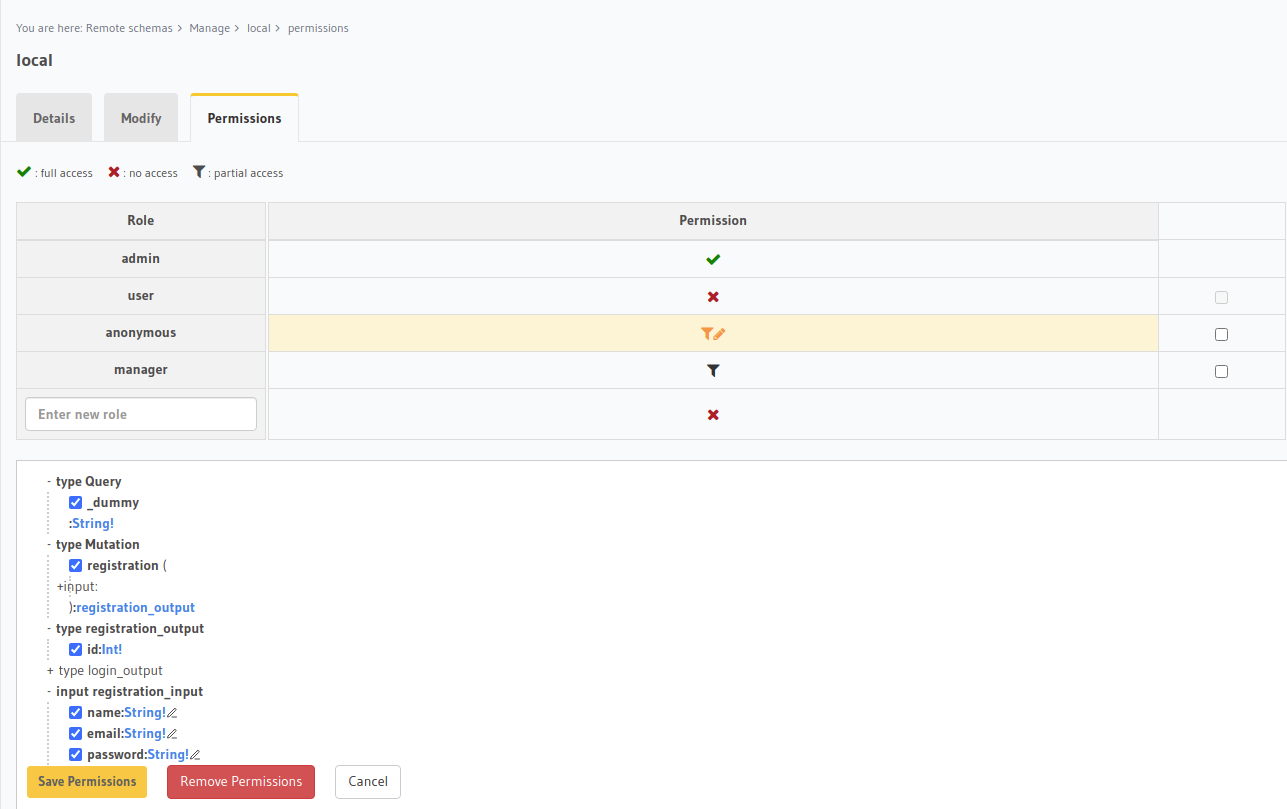 You are here: Remote schemas > Manage > local > permissions
local
Details Modify Permissions
: full access : no access : partial access
Role Permission
admin
user
anonymous
manager
Enter new role
- type Query
_dummy
:String!
- type Mutation
registration (
+input:
):registration_output
- type registration_output
id:Int!
+ type login_output
- input registration_input
name:String!
email:String!
password:String!
Save Permissions Remove Permissions Cancel